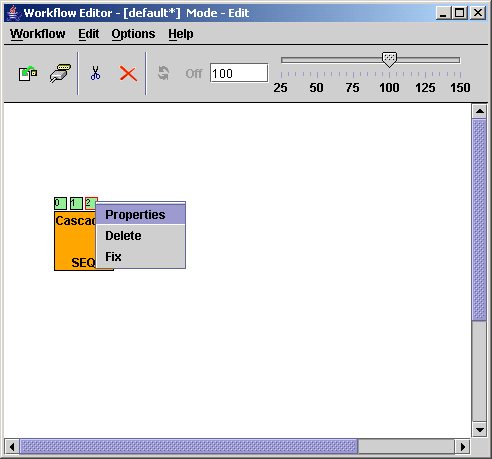 Workflow Editor - [default*]  Mode - Edit
Workflow Edit Options Help
Off 100
25 50 75 100 125 150
0 1 2
Properties
Cascad
Delete
Fix
SEQ